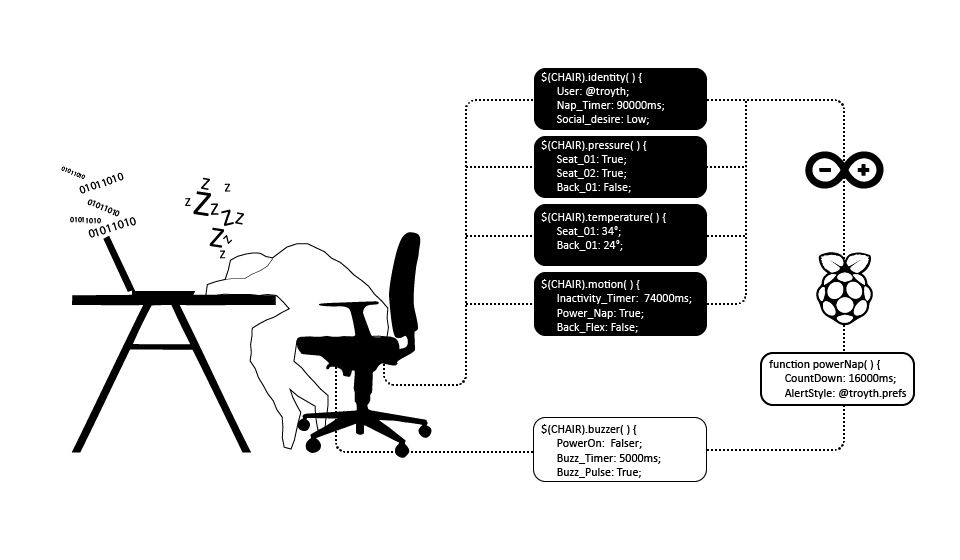 $(CHAIR).identity( ) {
User: @troyth;
Nap_Timer: 90000ms;
Social_desire: Low;
$(CHAIR).pressure( ) {
Seat_01: True;
Seat_02: True;
Back_01: False;
$(CHAIR).temperature( ) {
Seat_01: 34°;
Back_01: 24°;
$(CHAIR).motion( ) {
Inactivity_Timer: 74000ms;
Power_Nap: True;
Back_Flex: False;
function powerNap( ) {
CountDown: 16000ms;
AlertStyle: @troyth.prefs
$(CHAIR).buzzer( ) {
PowerOn: Falser;
Buzz_Timer: 5000ms;
Buzz_Pulse: True;
01011010
01011010
01011010
01011010
01011010
Z z
z Z z Z z
Z z
z
− +